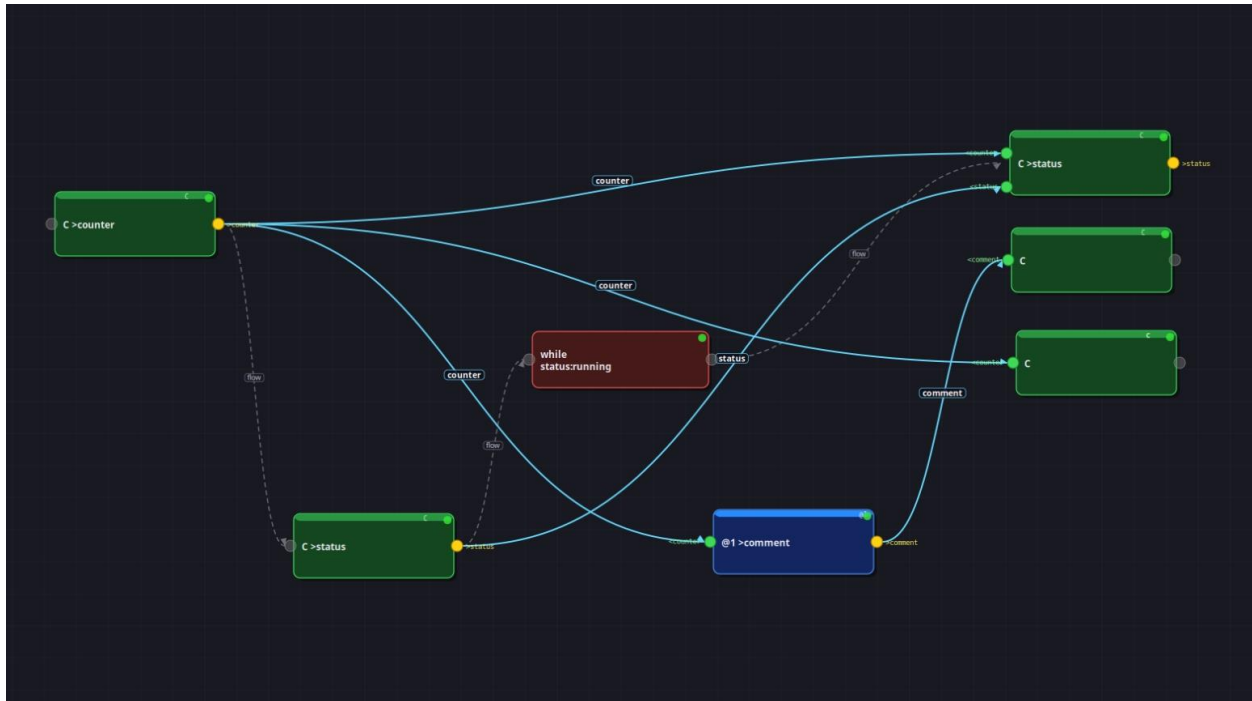 C
C >status
<counter
<status
>status
counter
C
C >counter
>counter
C
C
<comment
flow
counter
C
C
<counter
while
status:running
status
counter
flow
comment
flow
C
C >status
>status
@1
@1 >comment
<counter
>comment